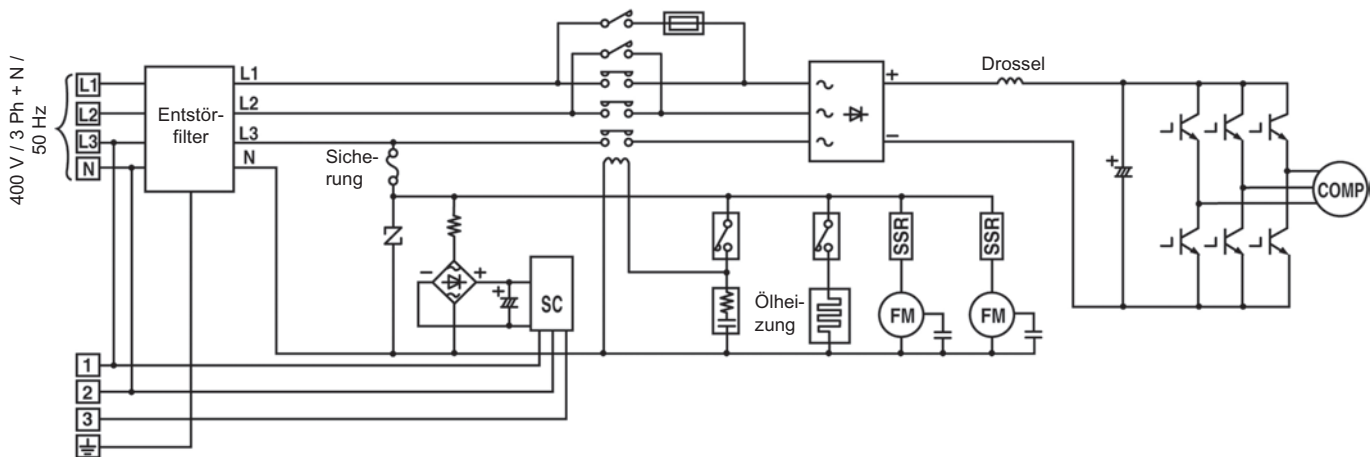 400 V / 3 Ph + N /
50 Hz
L1
L2
L3
N
Entstör-
filter
L1
L2
L3
N
Siche-
rung
+
−
Drossel
+
COMP
−
+
+
SC
Ölhei-
zung
SSR
SSR
FM
FM
1
2
3